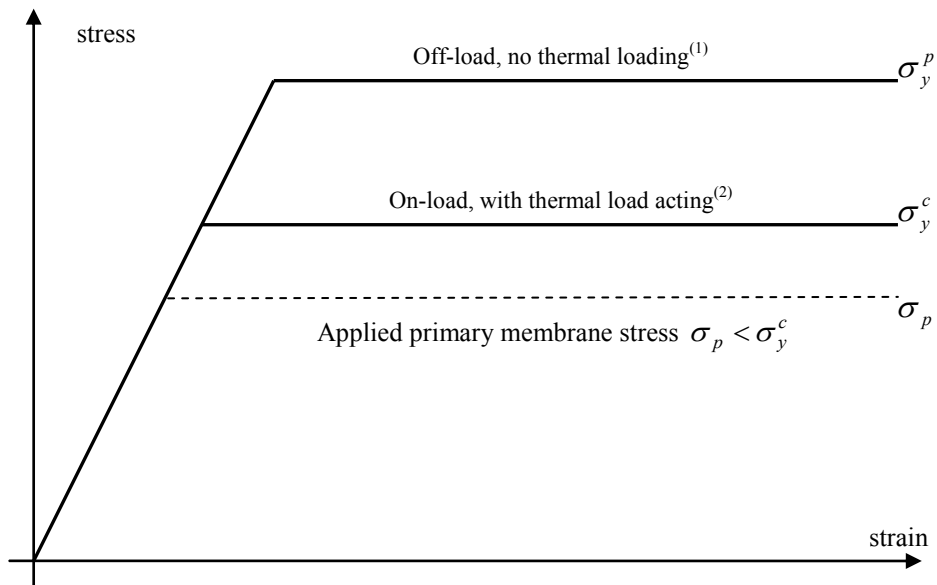 stress
Off-load, no thermal loading(1)
σ_y^p
On-load, with thermal load acting(2)
σ_y^c
σ_p
Applied primary membrane stress σ_p < σ_y^c
strain